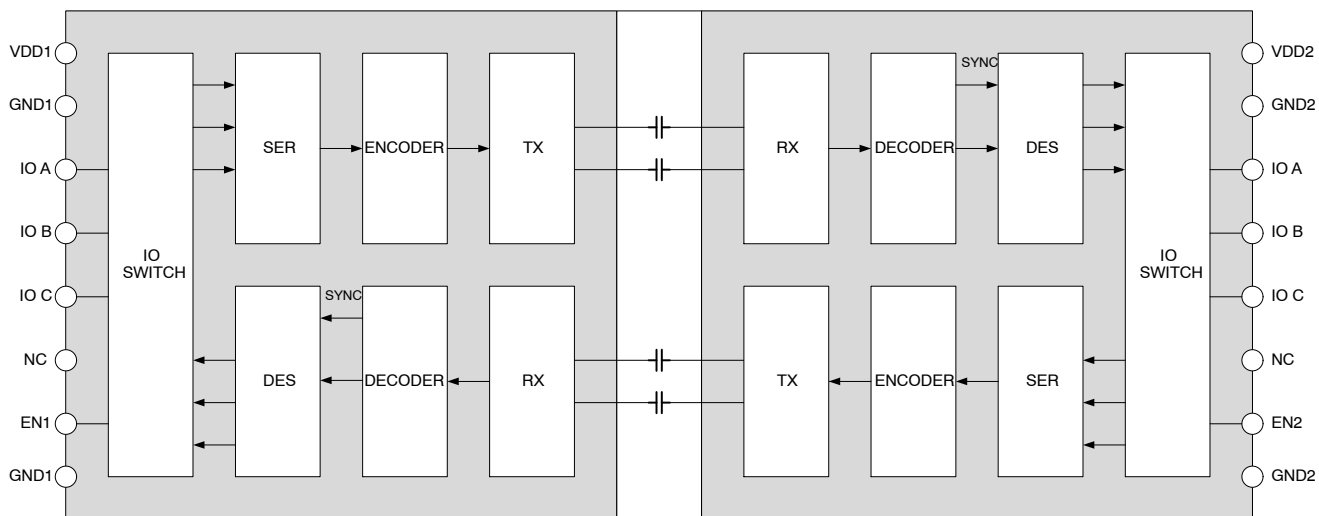 VDD1
GND1
IO A
IO B
IO C
NC
EN1
GND1
IO
SWITCH
SER
ENCODER
TX
DES
SYNC
DECODER
RX
RX
DECODER
SYNC
DES
TX
ENCODER
SER
IO
SWITCH
VDD2
GND2
IO A
IO B
IO C
NC
EN2
GND2